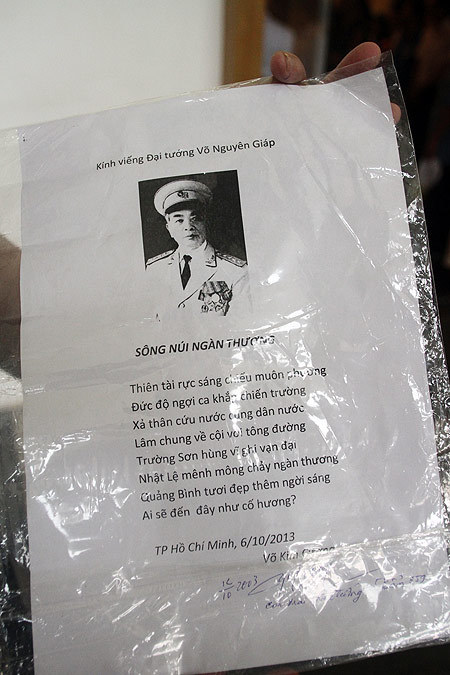 Kính viếng Đại tướng Võ Nguyên Giáp
SÔNG NÚI NGÀN THƯƠNG
Thiên tài rực sáng chiếu muôn phương
Đức độ ngợi ca khắp chiến trường
Xả thân cứu nước cùng dân nước
Lâm chung về cội với tông đường
Trường Sơn hùng vĩ ghi vạn đại
Nhật Lệ mênh mông chảy ngàn thương
Quảng Bình tươi đẹp thêm ngời sáng
Ai sẽ đến đây như cố hương?
TP Hồ Chí Minh, 6/10/2013
Võ Kim